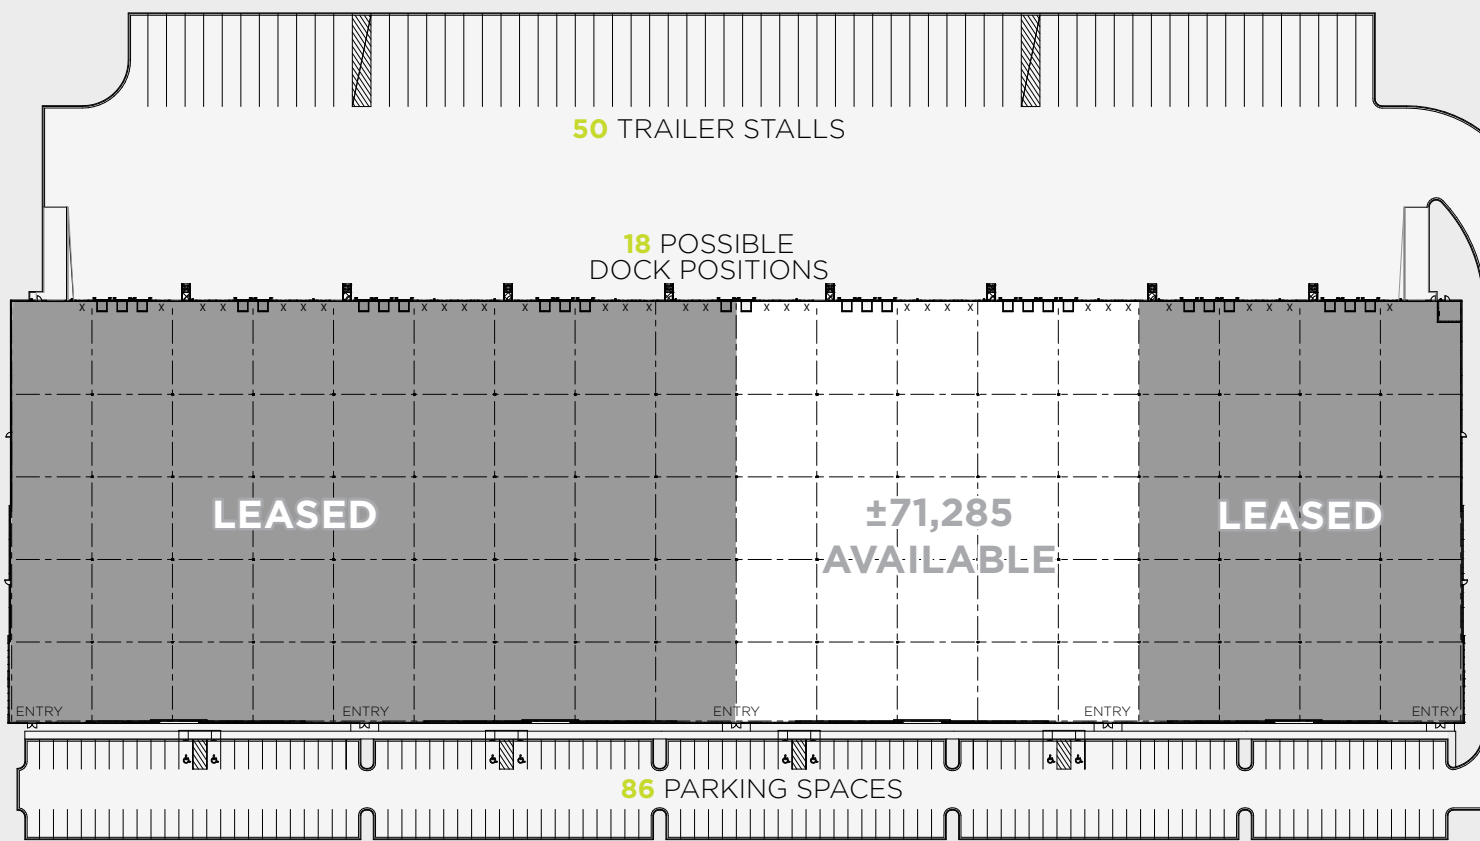 50 TRAILER STALLS
18 POSSIBLE
DOCK POSITIONS
X X X X X X X X X X X X X X X X X X X X X X X X X X X X X X X X X
LEASED
±71,285
AVAILABLE
LEASED
ENTRY ENTRY ENTRY ENTRY ENTRY
86 PARKING SPACES